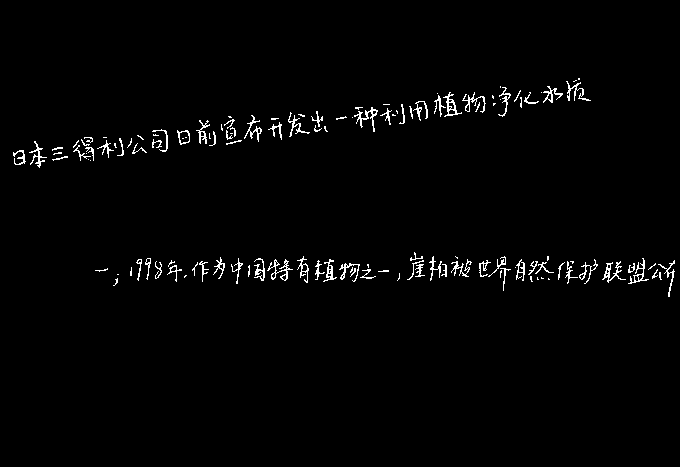 日本三得利公司日前宣布开发出一种利用植物净化水质
一；1998年.作为中国特有植物之一，崖柏被世界自然保护联盟公布